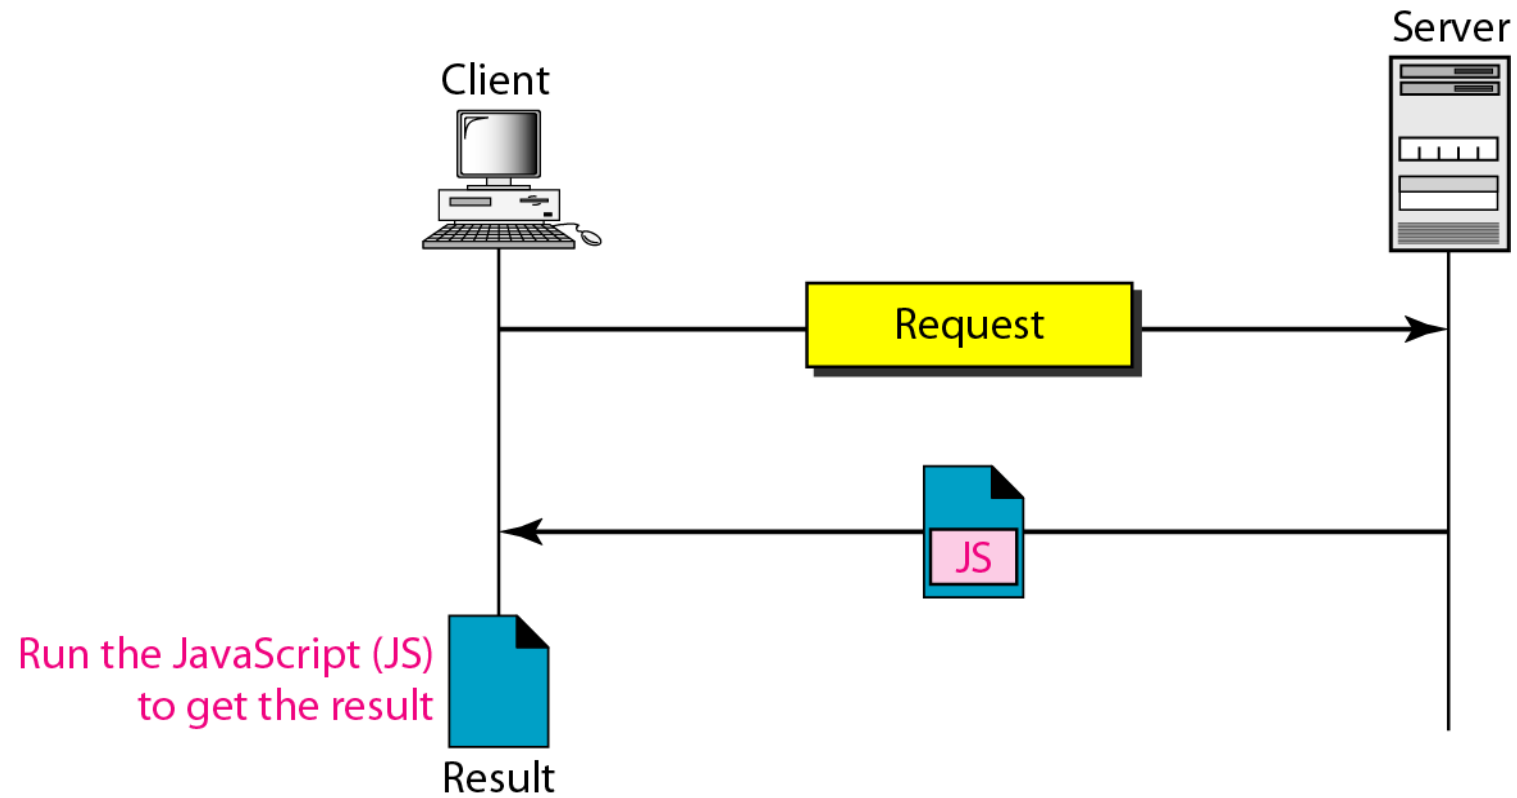 Server
Client
Request
JS
Run the JavaScript (JS)
to get the result
Result